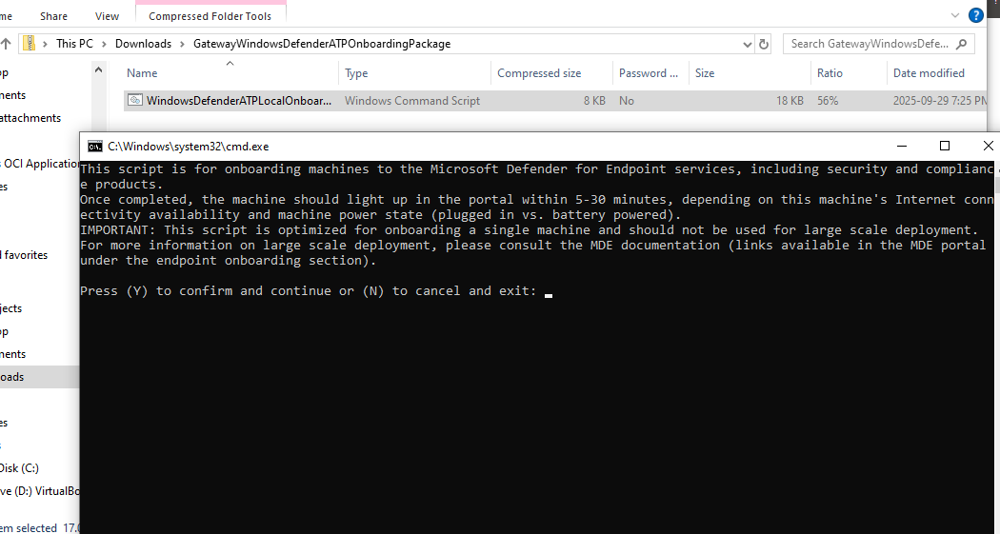 me Share View Compressed Folder Tools
This PC > Downloads > GatewayWindowsDefenderATPOnboardingPackage Search GatewayWindowsDefe...
Name Type Compressed size Password ... Size Ratio Date modified
WindowsDefenderATPLocalOnboar... Windows Command Script 8 KB No 18 KB 56% 2025-09-29 7:25 PM
op
ments
attachments
s OCI Application
es
l favorites
jects
op
ments
oads
es
s
Disk (C:)
ve (D:) VirtualBo
em selected 17.0
C:\Windows\system32\cmd.exe
This script is for onboarding machines to the Microsoft Defender for Endpoint services, including security and complianc
e products.
Once completed, the machine should light up in the portal within 5-30 minutes, depending on this machine's Internet conn
ectivity availability and machine power state (plugged in vs. battery powered).
IMPORTANT: This script is optimized for onboarding a single machine and should not be used for large scale deployment.
For more information on large scale deployment, please consult the MDE documentation (links available in the MDE portal
under the endpoint onboarding section).
Press (Y) to confirm and continue or (N) to cancel and exit: